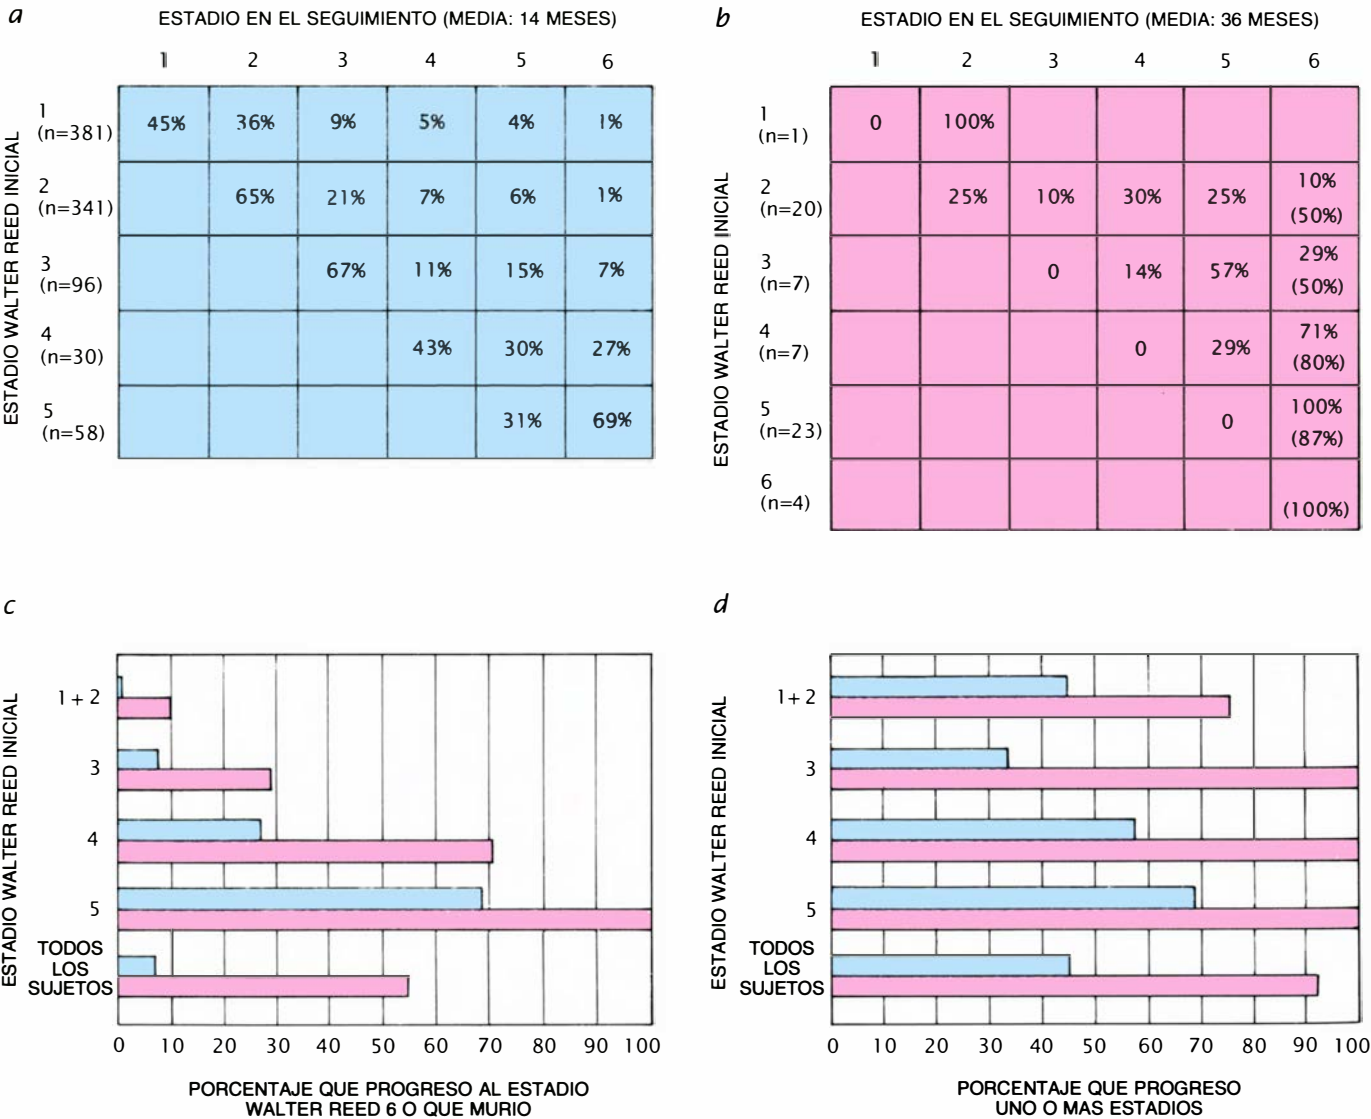 a
ESTADIO EN EL SEGUIMIENTO (MEDIA: 14 MESES)
1 2 3 4 5 6
ESTADIO WALTER REED INICIAL
1
(n=381)
45% 36% 9% 5% 4% 1%
2
(n=341)
65% 21% 7% 6% 1%
3
(n=96)
67% 11% 15% 7%
4
(n=30)
43% 30% 27%
5
(n=58)
31% 69%
b
ESTADIO EN EL SEGUIMIENTO (MEDIA: 36 MESES)
1 2 3 4 5 6
ESTADIO WALTER REED INICIAL
1
(n=1)
0 100%
2
(n=20)
25% 10% 30% 25% 10%
(50%)
3
(n=7)
0 14% 57% 29%
(50%)
4
(n=7)
0 29% 71%
(80%)
5
(n=23)
0 100%
(87%)
6
(n=4)
(100%)
c
ESTADIO WALTER REED INICIAL
1 + 2
3
4
5
TODOS
LOS
SUJETOS
0 10 20 30 40 50 60 70 80 90 100
PORCENTAJE QUE PROGRESO AL ESTADIO
WALTER REED 6 O QUE MURIO
d
ESTADIO WALTER REED INICIAL
1 + 2
3
4
5
TODOS
LOS
SUJETOS
0 10 20 30 40 50 60 70 80 90 100
PORCENTAJE QUE PROGRESO
UNO O MAS ESTADIOS